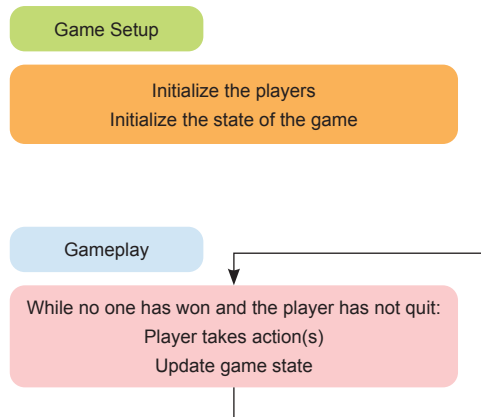 Game Setup
Initialize the players
Initialize the state of the game
Gameplay
While no one has won and the player has not quit:
Player takes action(s)
Update game state